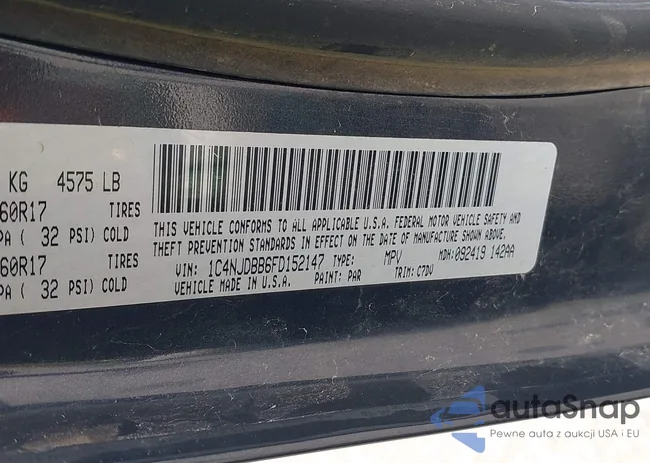 KG 4575 LB
60R17 TIRES
PA ( 32 PSI) COLD
60R17 TIRES
PA ( 32 PSI) COLD
THIS VEHICLE CONFORMS TO ALL APPLICABLE U.S.A. FEDERAL MOTOR VEHICLE SAFETY AND
THEFT PREVENTION STANDARDS IN EFFECT ON THE DATE OF MANUFACTURE SHOWN ABOVE.
VIN: 1C4NJDBB6FD152147 TYPE: MPV MDH: 092419 142AA
VEHICLE MADE IN U.S.A. PAINT: PAR TRIM: C7DV
autaSnap
Pewne auta z aukcji USA i EU